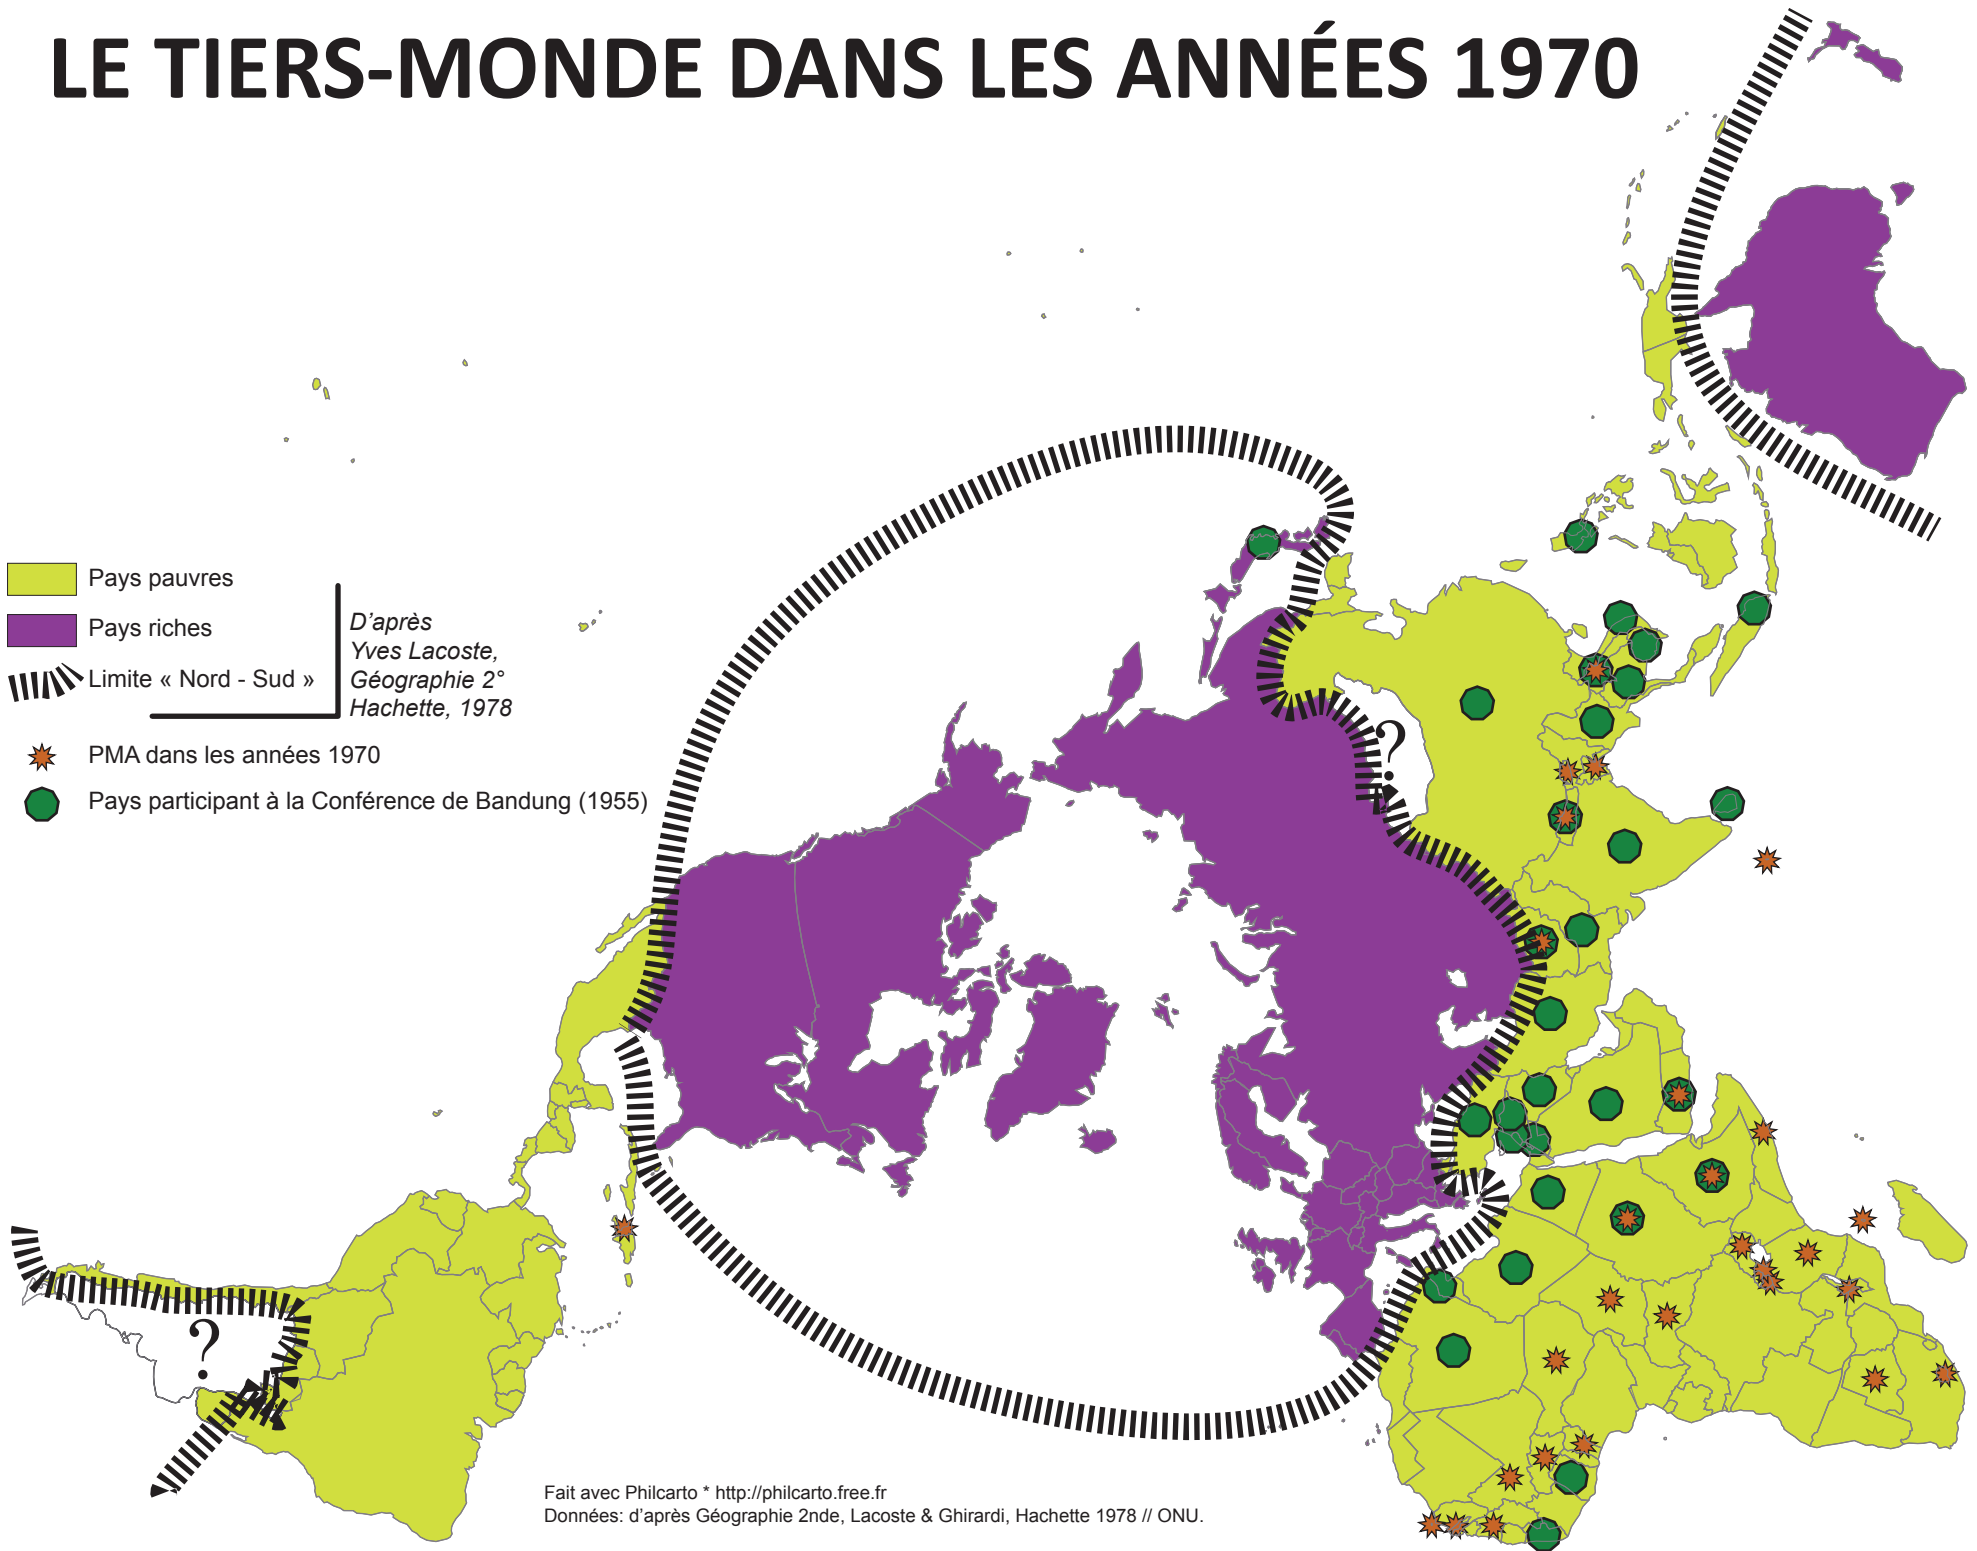 LE TIERS-MONDE DANS LES ANNÉES 1970
Pays pauvres
Pays riches
Limite « Nord - Sud »
D'après
Yves Lacoste,
Géographie 2°
Hachette, 1978
PMA dans les années 1970
Pays participant à la Conférence de Bandung (1955)
?
?
Fait avec Philcarto * http://philcarto.free.fr
Données: d'après Géographie 2nde, Lacoste & Ghirardi, Hachette 1978 // ONU.